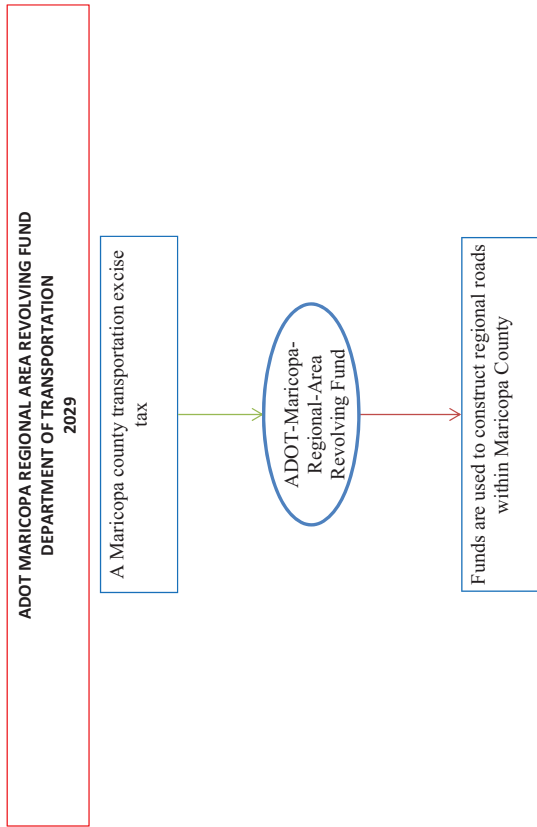 ADOT MARICOPA REGIONAL AREA REVOLVING FUND
DEPARTMENT OF TRANSPORTATION
2029
A Maricopa county transportation excise
tax
ADOT-Maricopa-
Regional-Area
Revolving Fund
Funds are used to construct regional roads
within Maricopa County